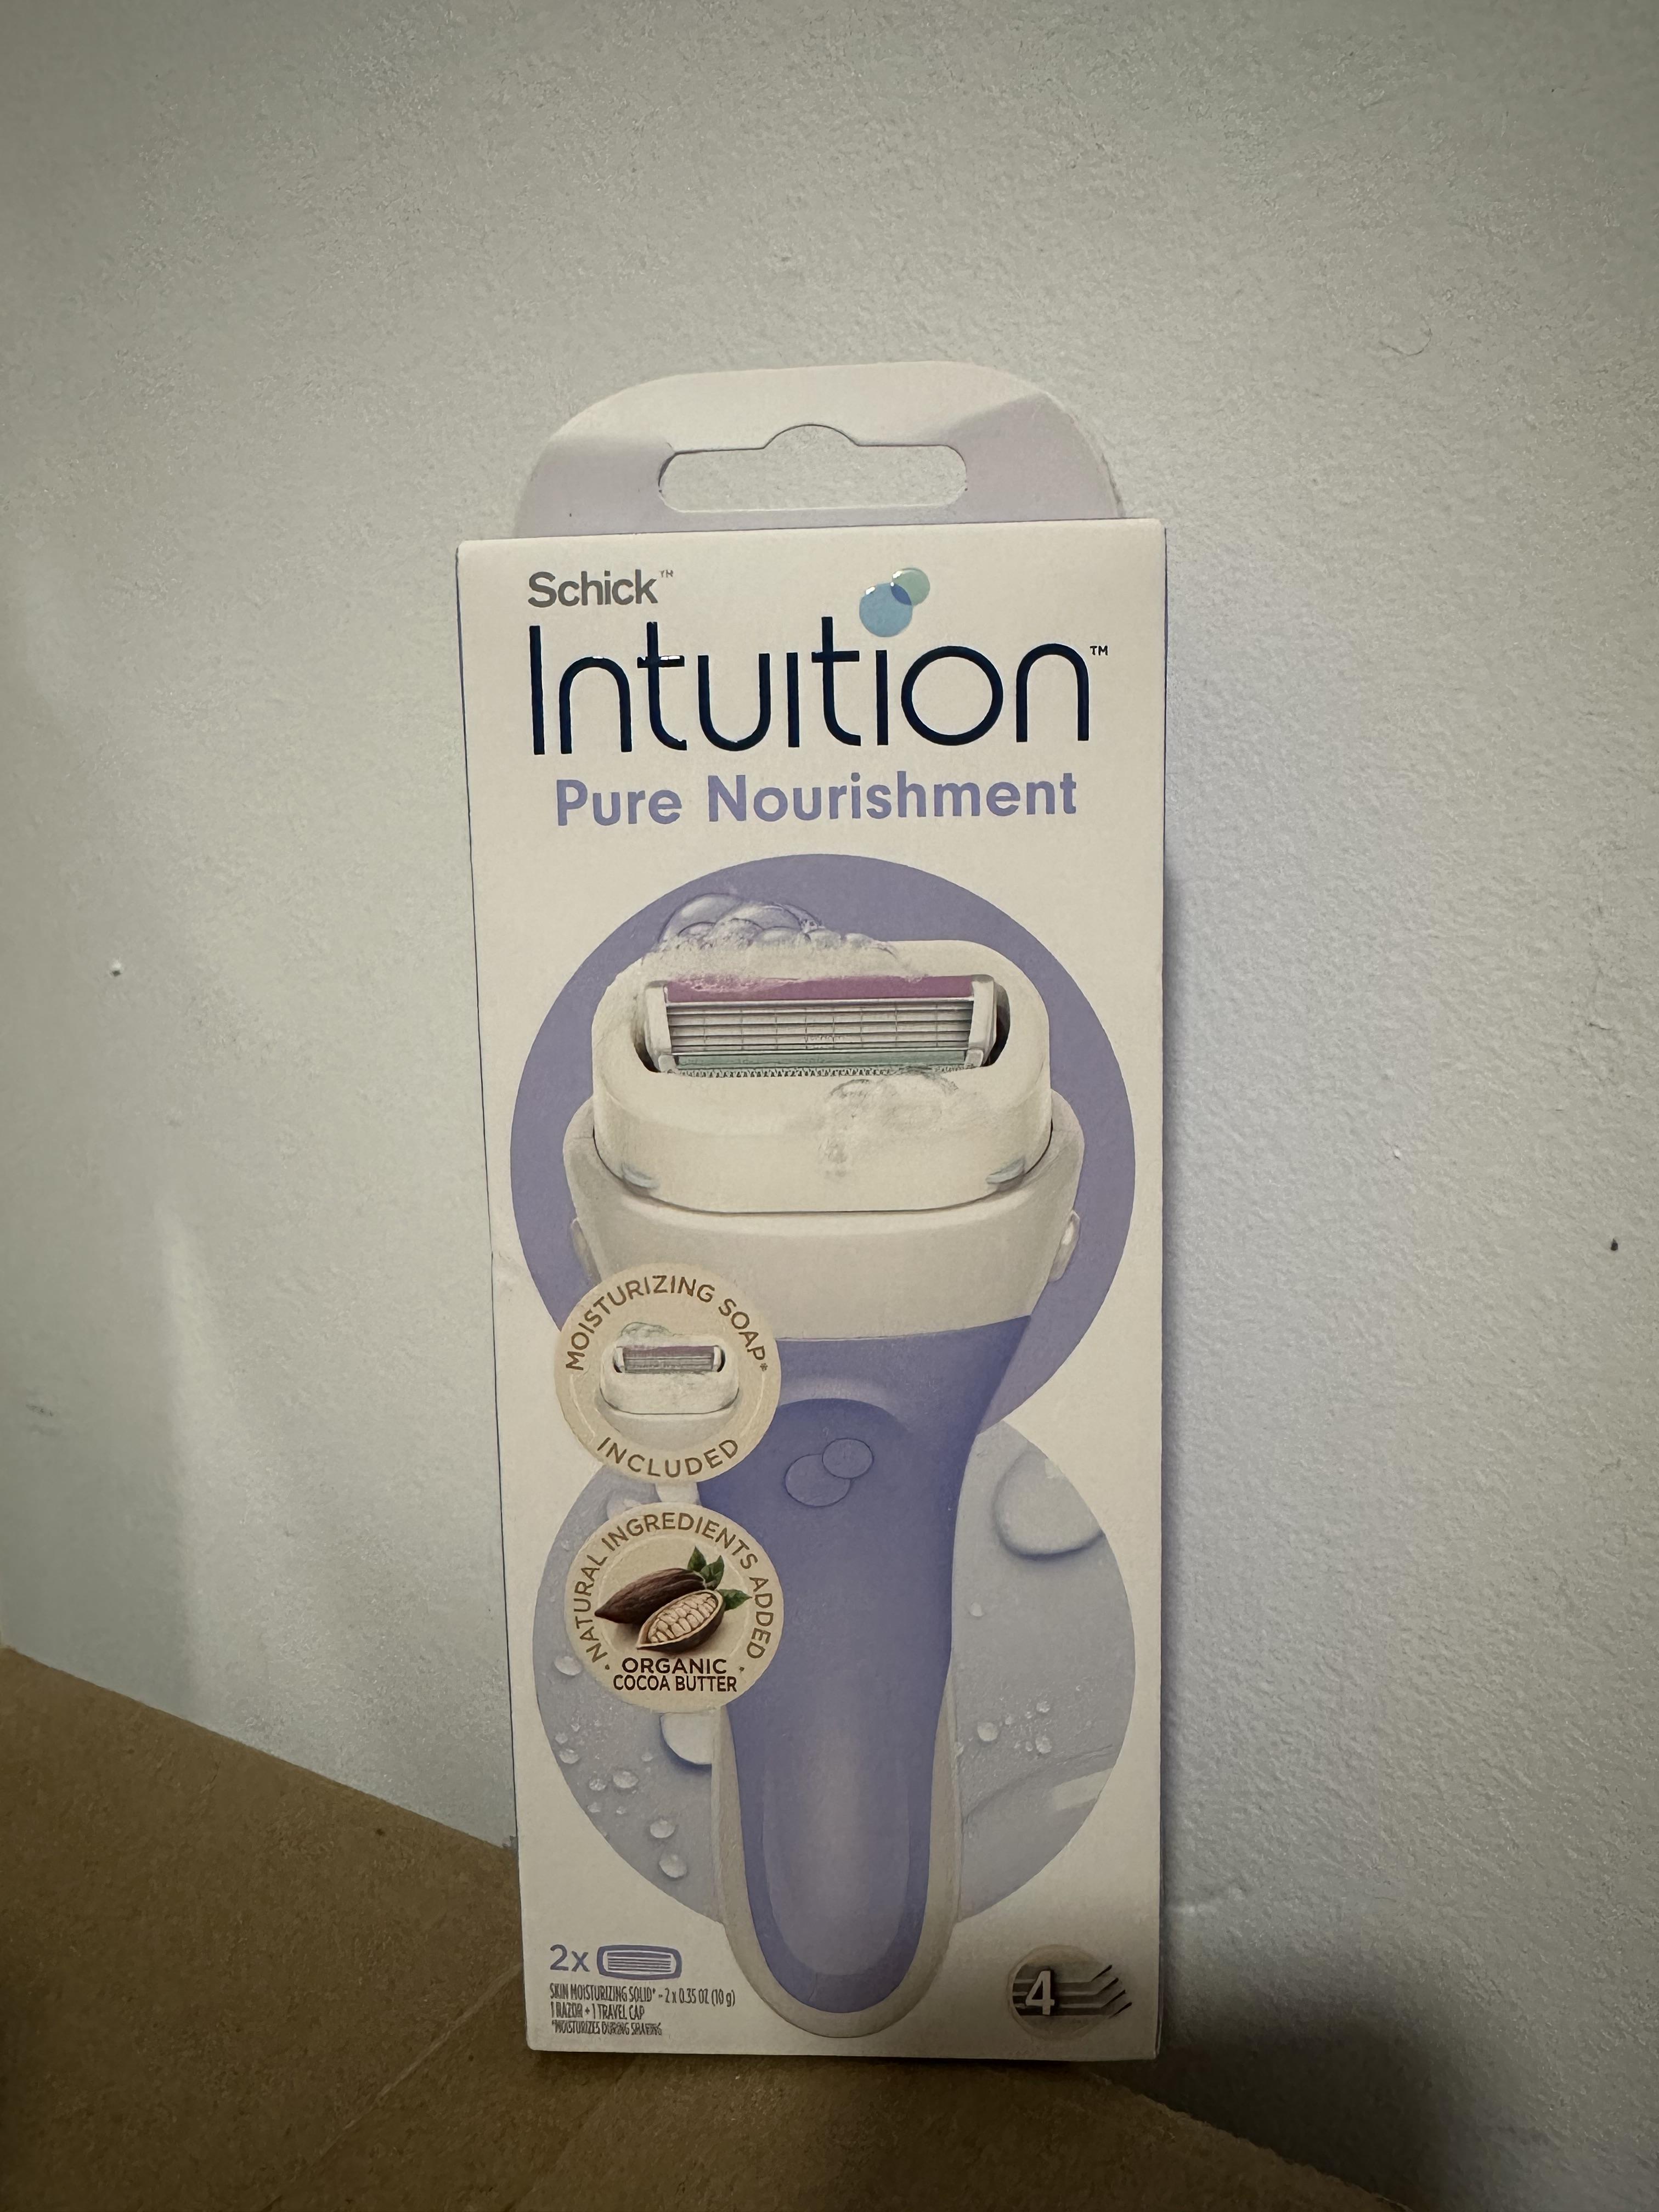 Schick™
Intuition™
Pure Nourishment
MOISTURIZING SOAP*
INCLUDED
• NATURAL INGREDIENTS ADDED •
ORGANIC
COCOA BUTTER
2x
SKIN MOISTURIZING SOLID* - 2 x 0.35 OZ (10 g)
1 RAZOR + 1 TRAVEL CAP
*MOISTURIZES DURING SHAVING
4